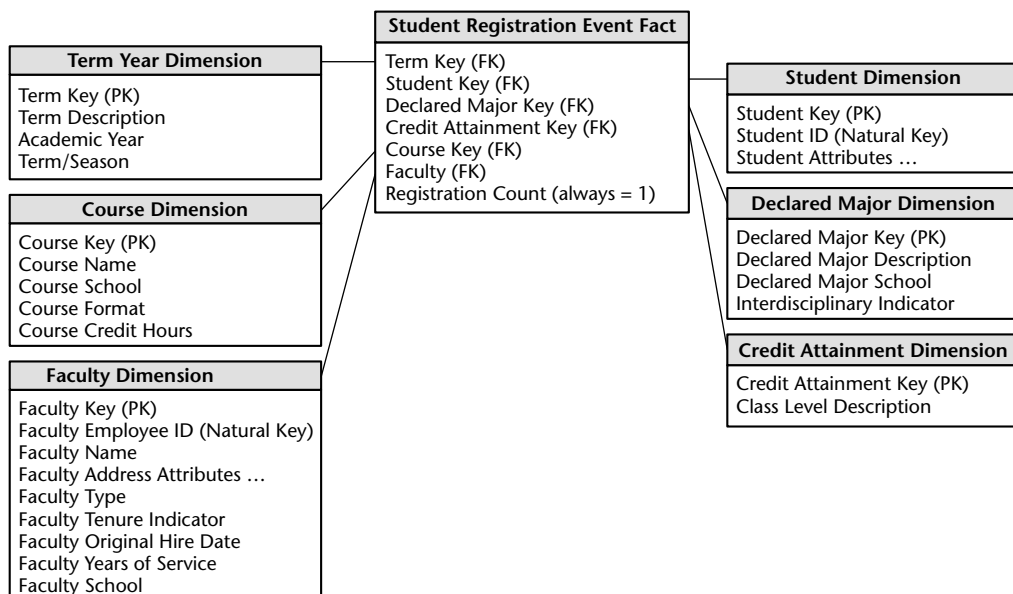 Student Registration Event Fact
Term Key (FK)
Student Key (FK)
Declared Major Key (FK)
Credit Attainment Key (FK)
Course Key (FK)
Faculty (FK)
Registration Count (always = 1)
Term Year Dimension
Term Key (PK)
Term Description
Academic Year
Term/Season
Course Dimension
Course Key (PK)
Course Name
Course School
Course Format
Course Credit Hours
Faculty Dimension
Faculty Key (PK)
Faculty Employee ID (Natural Key)
Faculty Name
Faculty Address Attributes …
Faculty Type
Faculty Tenure Indicator
Faculty Original Hire Date
Faculty Years of Service
Faculty School
Student Dimension
Student Key (PK)
Student ID (Natural Key)
Student Attributes …
Declared Major Dimension
Declared Major Key (PK)
Declared Major Description
Declared Major School
Interdisciplinary Indicator
Credit Attainment Dimension
Credit Attainment Key (PK)
Class Level Description